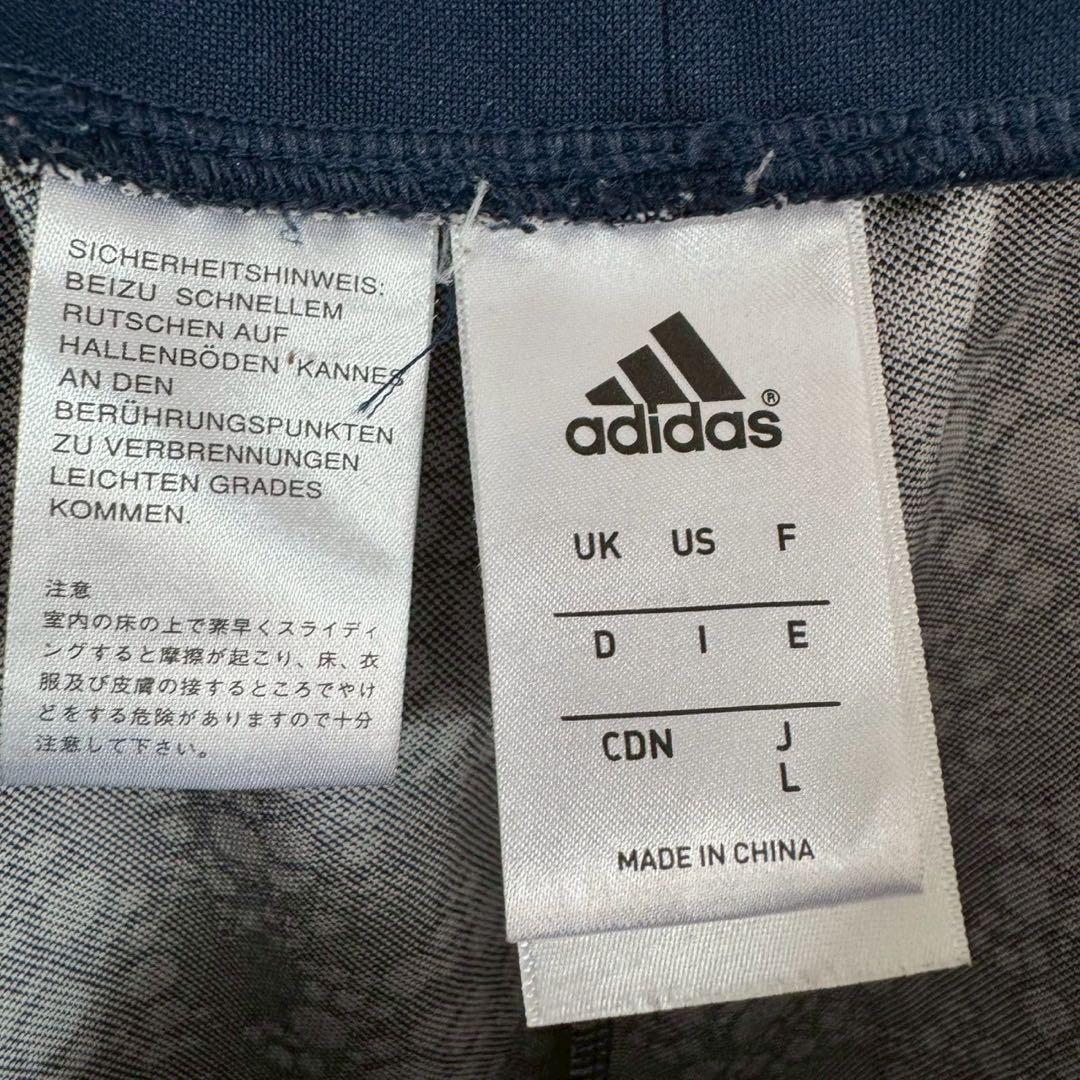 SICHERHEITSHINWEIS:
BEIZU SCHNELLEM
RUTSCHEN AUF
HALLENBÖDEN KANNES
AN DEN
BERÜHRUNGSPUNKTEN
ZU VERBRENNUNGEN
LEICHTEN GRADES
KOMMEN.
注意
室内の床の上で素早くスライディ
ングすると摩擦が起こり、床、衣
服及び皮膚の接するところでやけ
どをする危険がありますので十分
注意して下さい。
adidas®
UK US F
D I E
CDN J
L
MADE IN CHINA